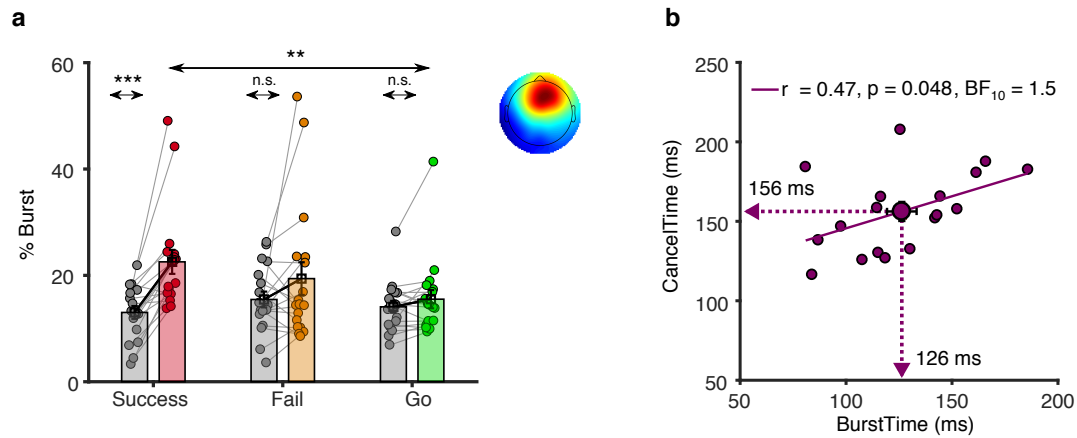 a
% Burst
60
40
20
0
***
**
n.s.
n.s.
Success
Fail
Go
b
CancelTime (ms)
250
200
150
100
50
r = 0.47, p = 0.048, BF10 = 1.5
156 ms
126 ms
50
100
150
200
BurstTime (ms)